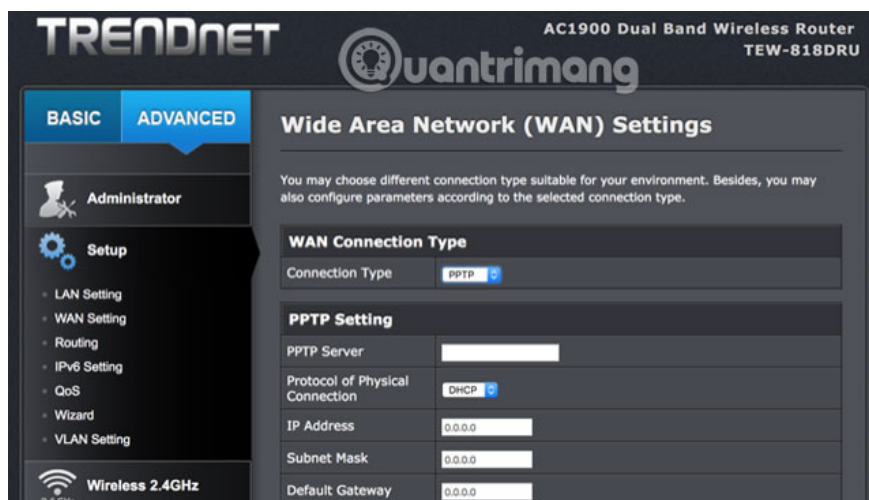 TRENDNET
AC1900 Dual Band Wireless Router
TEW-818DRU
Quantrimang
BASIC
ADVANCED
Administrator
Setup
LAN Setting
WAN Setting
Routing
IPv6 Setting
QoS
Wizard
VLAN Setting
Wireless 2.4GHz
Wide Area Network (WAN) Settings
You may choose different connection type suitable for your environment. Besides, you may
also configure parameters according to the selected connection type.
WAN Connection Type
Connection Type PPTP
PPTP Setting
PPTP Server
Protocol of Physical
Connection DHCP
IP Address 0.0.0.0
Subnet Mask 0.0.0.0
Default Gateway 0.0.0.0